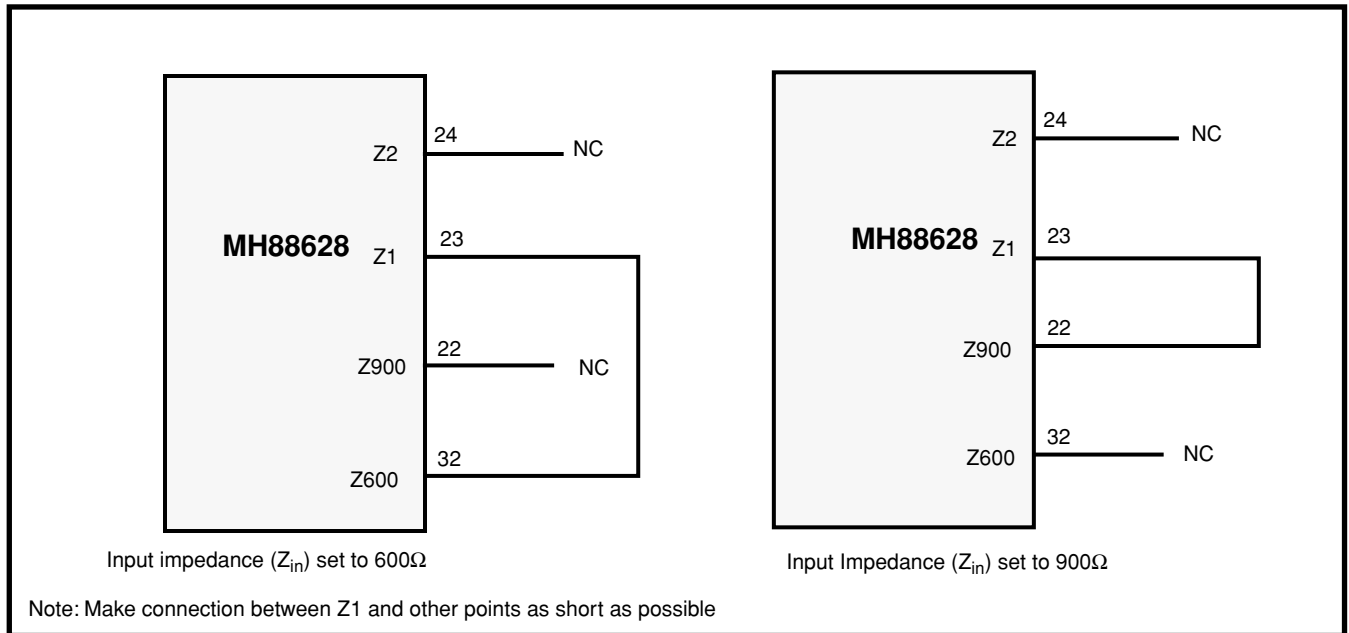 24
Z2
NC
MH88628
23
Z1
22
Z900
NC
32
Z600
Input impedance (Zin) set to 600Ω
24
Z2
NC
MH88628
23
Z1
22
Z900
32
Z600
NC
Input Impedance (Zin) set to 900Ω
Note: Make connection between Z1 and other points as short as possible